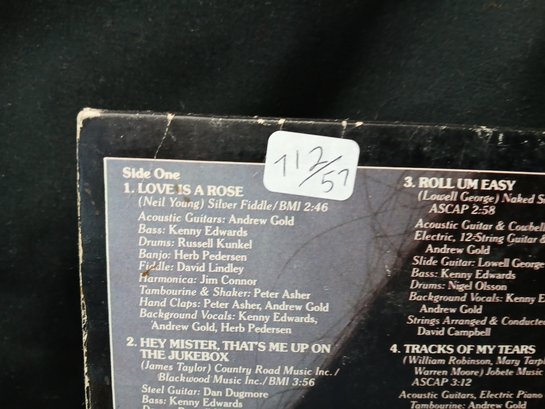 112/57
Side One
1. LOVE IS A ROSE
(Neil Young) Silver Fiddle/BMI 2:46
Acoustic Guitars: Andrew Gold
Bass: Kenny Edwards
Drums: Russell Kunkel
Banjo: Herb Pedersen
Fiddle: David Lindley
Harmonica: Jim Connor
Tambourine & Shaker: Peter Asher
Hand Claps: Peter Asher, Andrew Gold
Background Vocals: Kenny Edwards,
Andrew Gold, Herb Pedersen
2. HEY MISTER, THAT'S ME UP ON
THE JUKEBOX
(James Taylor) Country Road Music Inc./
Blackwood Music Inc./BMI 3:56
Steel Guitar: Dan Dugmore
Bass: Kenny Edwards
3. ROLL UM EASY
(Lowell George) Naked
ASCAP 2:58
Acoustic Guitar & Cowbell
Electric, 12-String Guitar &
Andrew Gold
Slide Guitar: Lowell George
Bass: Kenny Edwards
Drums: Nigel Olsson
Background Vocals: Kenny E
Andrew Gold
Strings Arranged & Conducted
David Campbell
4. TRACKS OF MY TEARS
(William Robinson, Mary Tarp
Warren Moore) Jobete Music
ASCAP 3:12
Acoustic Guitars, Electric Piano
Tambourine: Andrew Gold